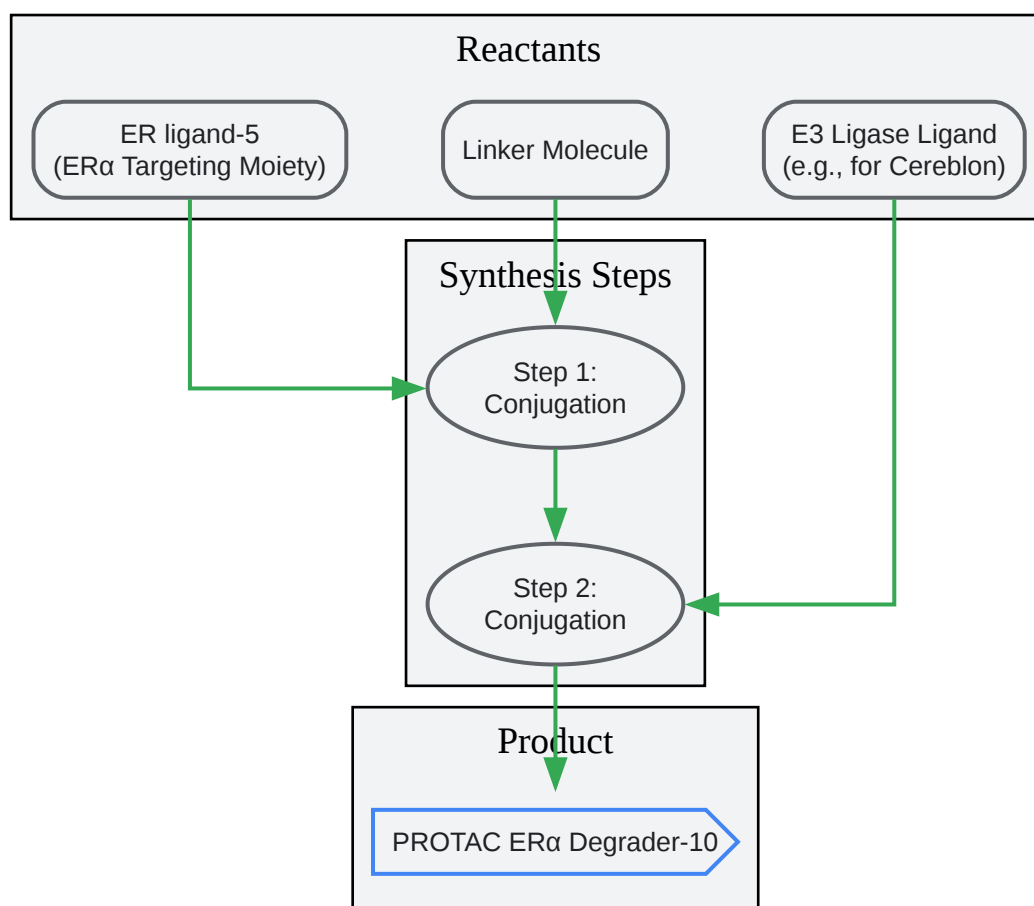 Reactants
ER ligand-5
(ERα Targeting Moiety)
Linker Molecule
E3 Ligase Ligand
(e.g., for Cereblon)
Synthesis Steps
Step 1:
Conjugation
Step 2:
Conjugation
Product
PROTAC ERα Degrader-10